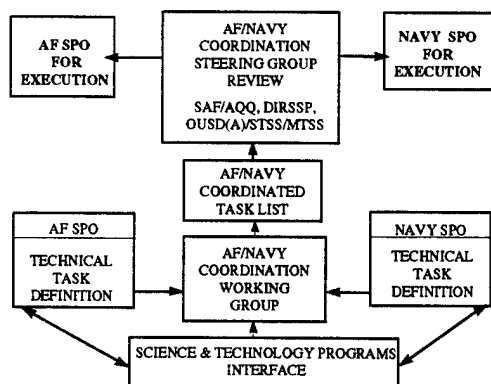 AF SPO
FOR
EXECUTION
AF/NAVY
COORDINATION
STEERING GROUP
REVIEW
SAF/AQQ, DIRSSP,
OUSD(A)/STSS/MTSS
NAVY SPO
FOR
EXECUTION
AF/NAVY
COORDINATED
TASK LIST
AF SPO
TECHNICAL
TASK
DEFINITION
AF/NAVY
COORDINATION
WORKING
GROUP
NAVY SPO
TECHNICAL
TASK
DEFINITION
SCIENCE & TECHNOLOGY PROGRAMS
INTERFACE